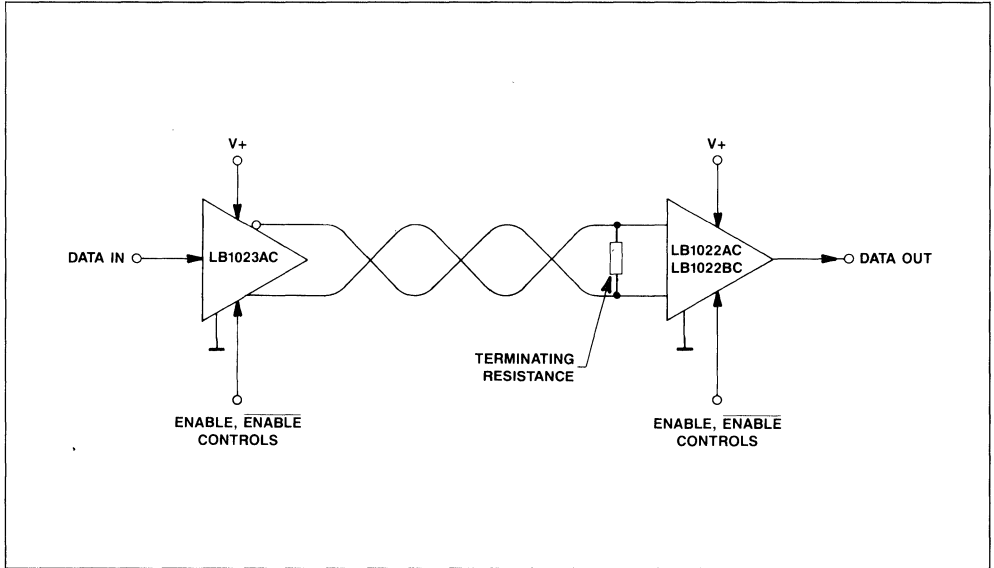 V+
V+
DATA IN
LB1023AC
LB1022AC
LB1022BC
DATA OUT
TERMINATING
RESISTANCE
ENABLE, ENABLE
CONTROLS
ENABLE, ENABLE
CONTROLS